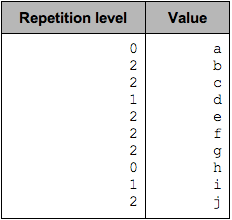 Repetition level Value
0 a
2 b
2 c
1 d
2 e
2 f
2 g
0 h
1 i
2 j